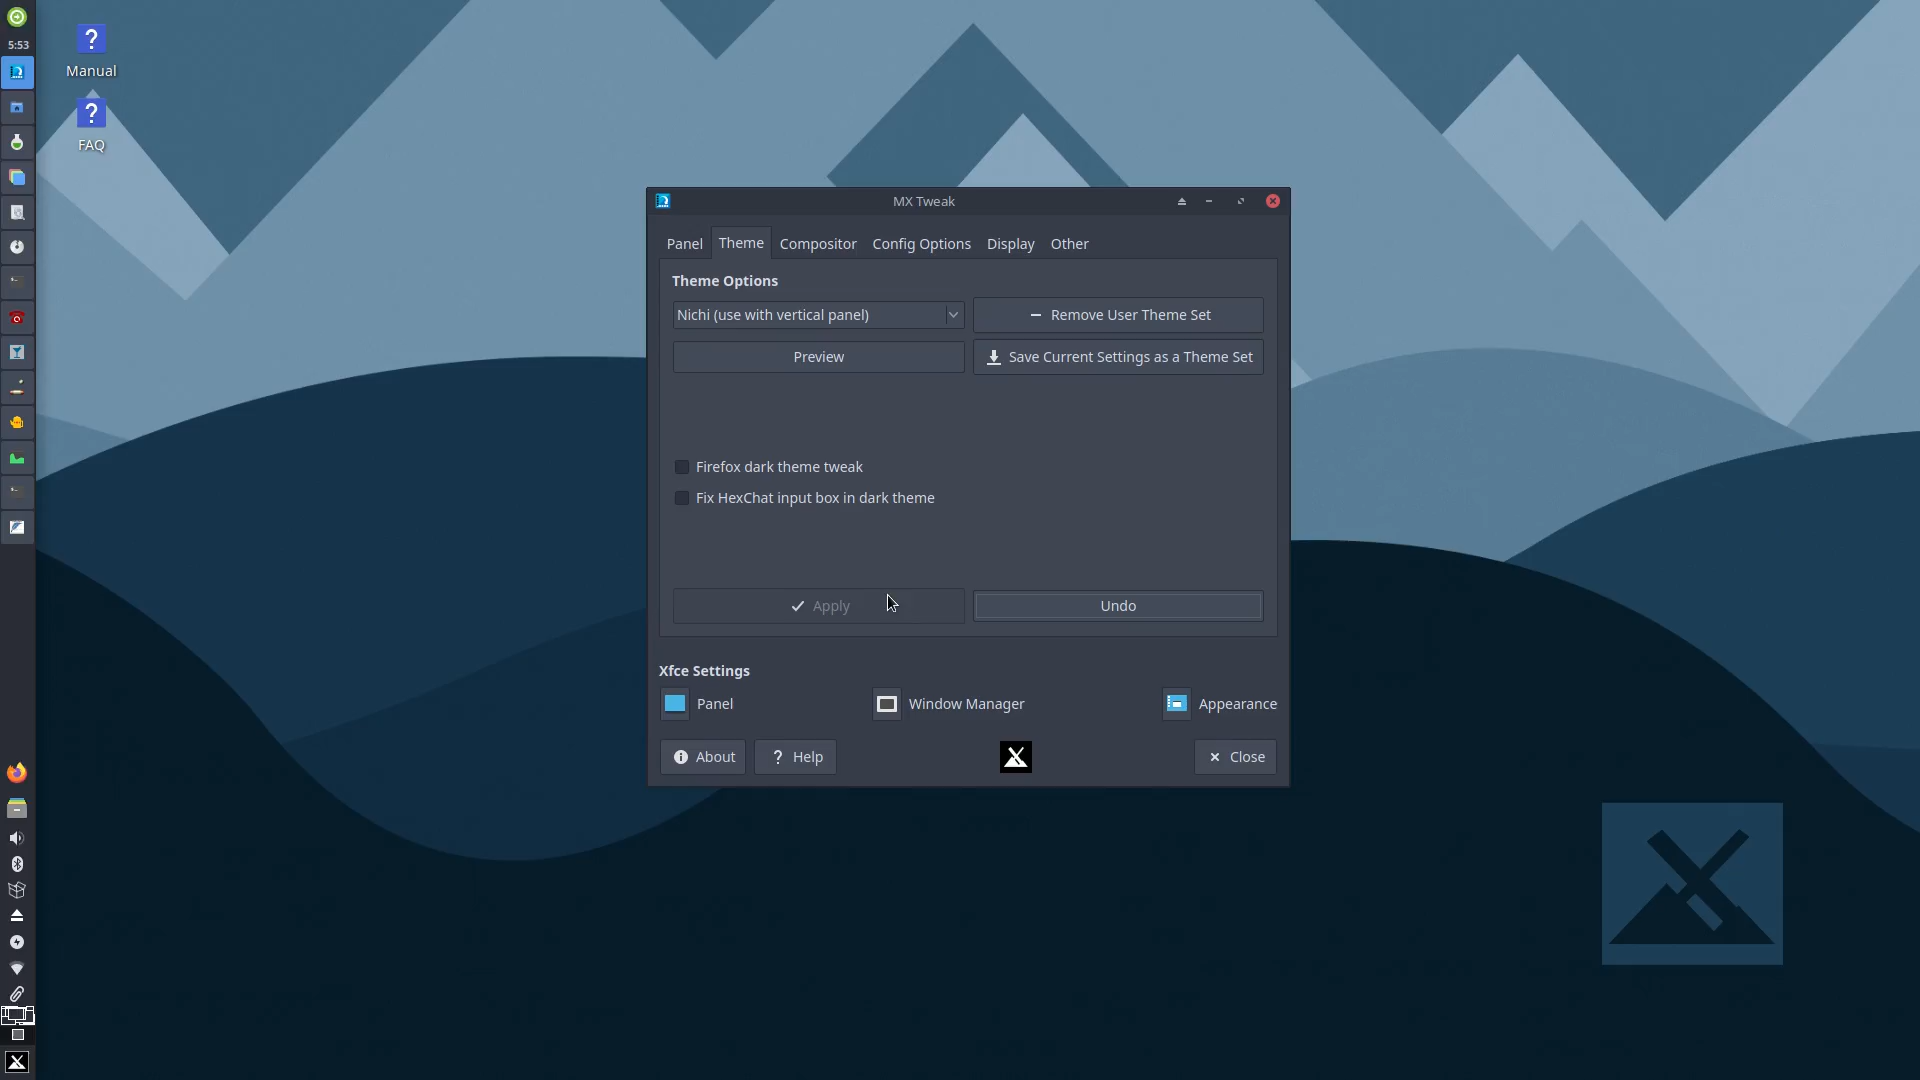 5:53
? Manual
? FAQ
MX Tweak
Panel Theme Compositor Config Options Display Other
Theme Options
Nichi (use with vertical panel) Remove User Theme Set
Preview Save Current Settings as a Theme Set
Firefox dark theme tweak
Fix HexChat input box in dark theme
Apply Undo
Xfce Settings
Panel Window Manager Appearance
About ? Help Close